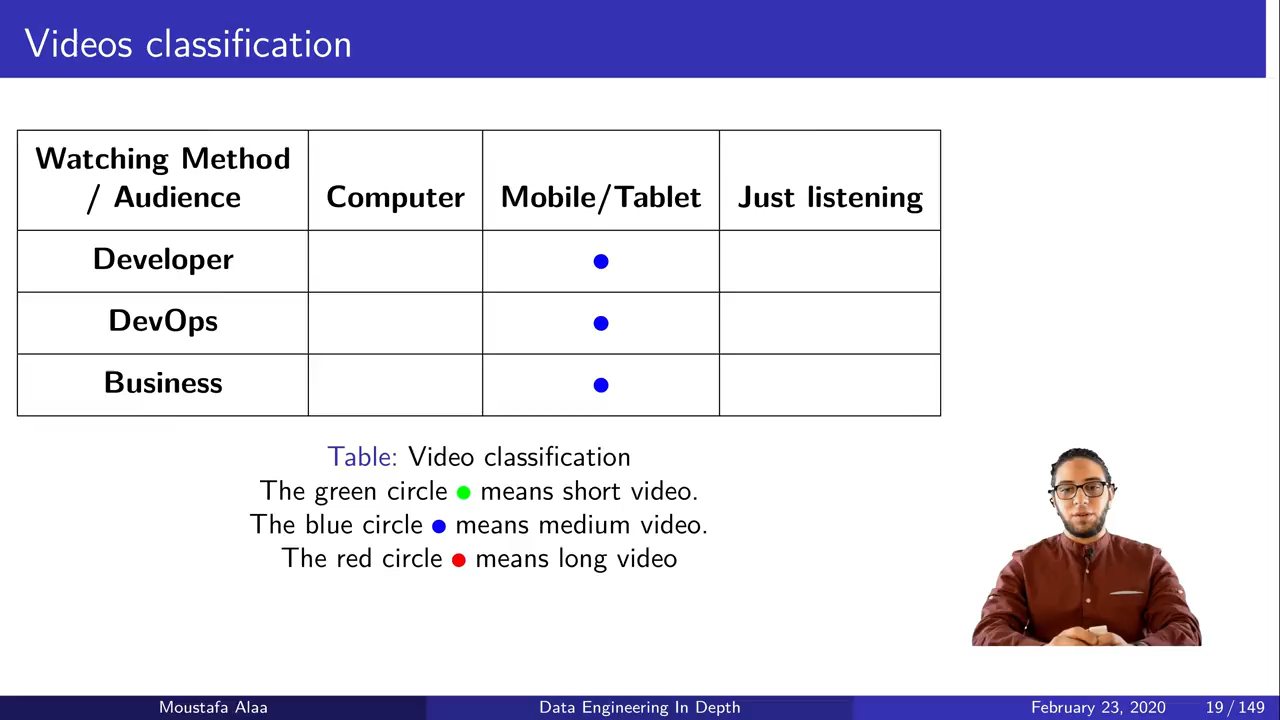 Videos classification
Watching Method
/ Audience
Computer
Mobile/Tablet
Just listening
Developer
DevOps
Business
Table: Video classification
The green circle ● means short video.
The blue circle ● means medium video.
The red circle ● means long video
Moustafa Alaa
Data Engineering In Depth
February 23, 2020
19 / 149